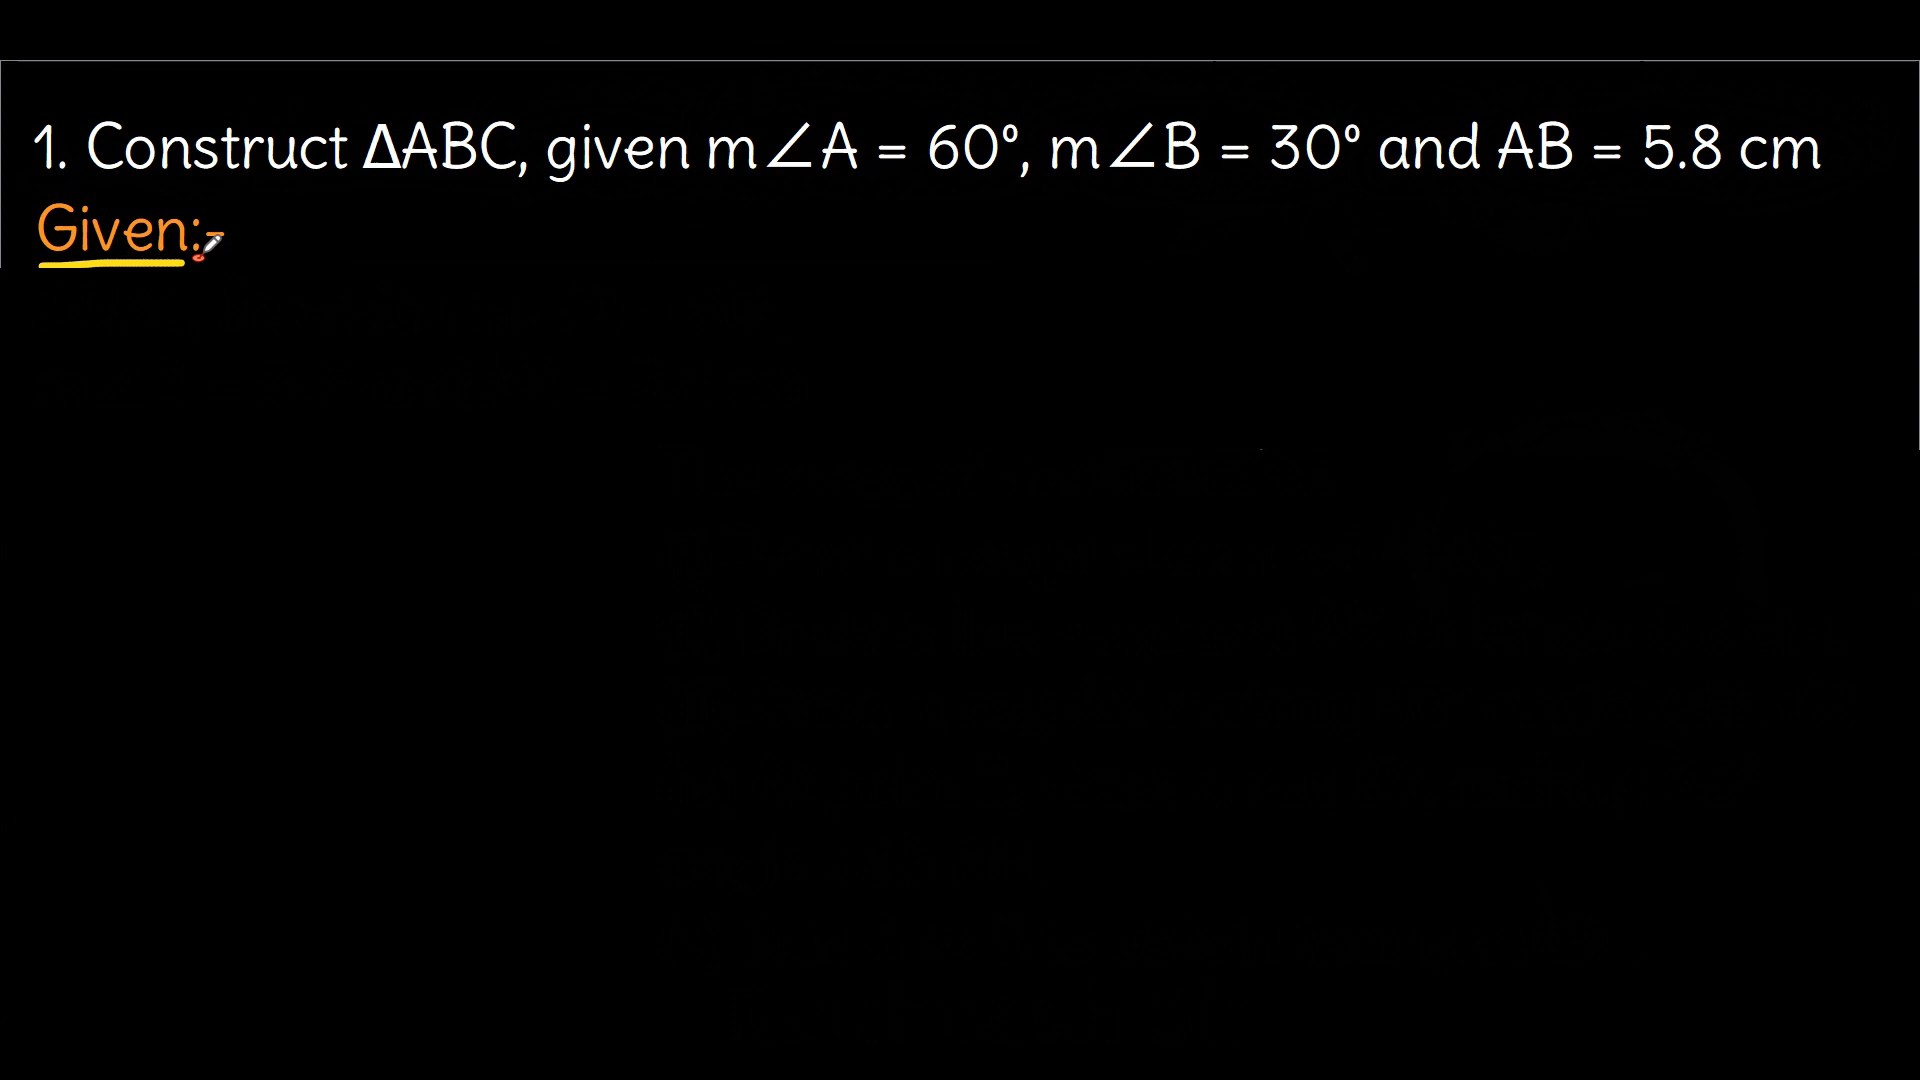 1. Construct ΔABC, given m∠A = 60°, m∠B = 30° and AB = 5.8 cm
Given:-